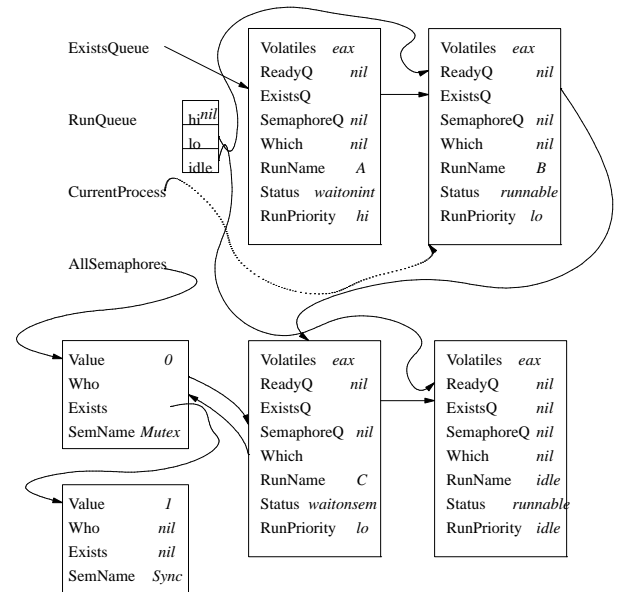 ExistsQueue
RunQueue
hi nil
lo
idle
CurrentProcess
AllSemaphores
Volatiles eax
ReadyQ nil
ExistsQ
SemaphoreQ nil
Which nil
RunName A
Status waitonint
RunPriority hi
Volatiles eax
ReadyQ nil
ExistsQ
SemaphoreQ nil
Which nil
RunName B
Status runnable
RunPriority lo
Value 0
Who
Exists
SemName Mutex
Value 1
Who nil
Exists nil
SemName Sync
Volatiles eax
ReadyQ nil
ExistsQ
SemaphoreQ nil
Which
RunName C
Status waitonsem
RunPriority lo
Volatiles eax
ReadyQ nil
ExistsQ nil
SemaphoreQ nil
Which nil
RunName idle
Status runnable
RunPriority idle